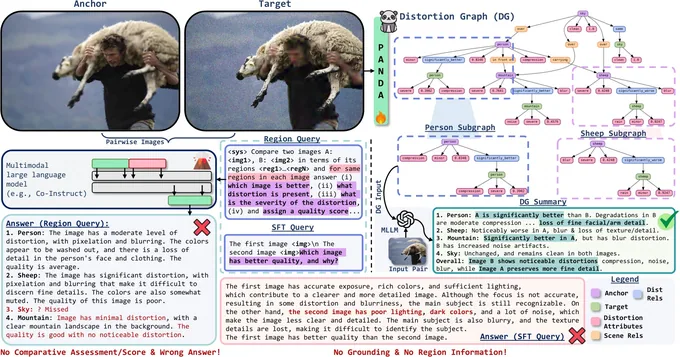 Anchor
Target
Pairwise Images
PANDA
Distortion Graph (DG)
Person Subgraph
Sheep Subgraph
Multimodal
large language
model
(e.g., Co-Instruct)
Region Query
<sys> Compare two images A:
<img1>, B: <img2> in terms of its
regions <reg1>…<regN> and for same
regions in each image answer (i)
which image is better, (ii) what
distortion is present, (iii) what
is the severity of the distortion,
(iv) and assign a quality score...
SFT Query
The first image <img>\n The
second image <img>Which image
has better quality, and why?
DG Input
MLLM
Input Pair
DG Summary
1. Person: A is significantly better than B. Degradations in B
are moderate compression ... loss of fine facial/arm detail.
2. Sheep: Noticeably worse in A, blur & loss of texture/detail.
3. Mountain: Significantly better in A, but has blur distortion.
B has increased noise artifacts.
4. Sky: Unchanged, and remains clean in both images.
Overall: Image B shows noticeable distortions compression, noise,
blur, while Image A preserves more fine detail.
Answer (Region Query):
1. Person: The image has a moderate level of
distortion, with pixelation and blurring. The colors
appear to be washed out, and there is a loss of
detail in the person's face and clothing. The
quality is average.
2. Sheep: The image has significant distortion, with
pixelation and blurring that make it difficult to
discern fine details. The colors are also somewhat
muted. The quality of this image is poor.
3. Sky: ? Missed
4. Mountain: Image has minimal distortion, with a
clear mountain landscape in the background. The
quality is good with no noticeable distortion.
The first image has accurate exposure, rich colors, and sufficient lighting,
which contribute to a clearer and more detailed image. Although the focus is not accurate,
resulting in some distortion and blurriness, the main subject is still recognizable. On
the other hand, the second image has poor lighting, dark colors, and a lot of noise, which
make the image less clear and detailed. The main subject is also blurry, and the texture
details are lost, making it difficult to identify the subject.
The first image has better quality than the second image.
Answer (SFT Query)
Legend
Anchor
Target
Distortion
Attributes
Scene Rels
Dist
Rels
No Comparative Assessment/Score & Wrong Answer!
No Grounding & No Region Information!